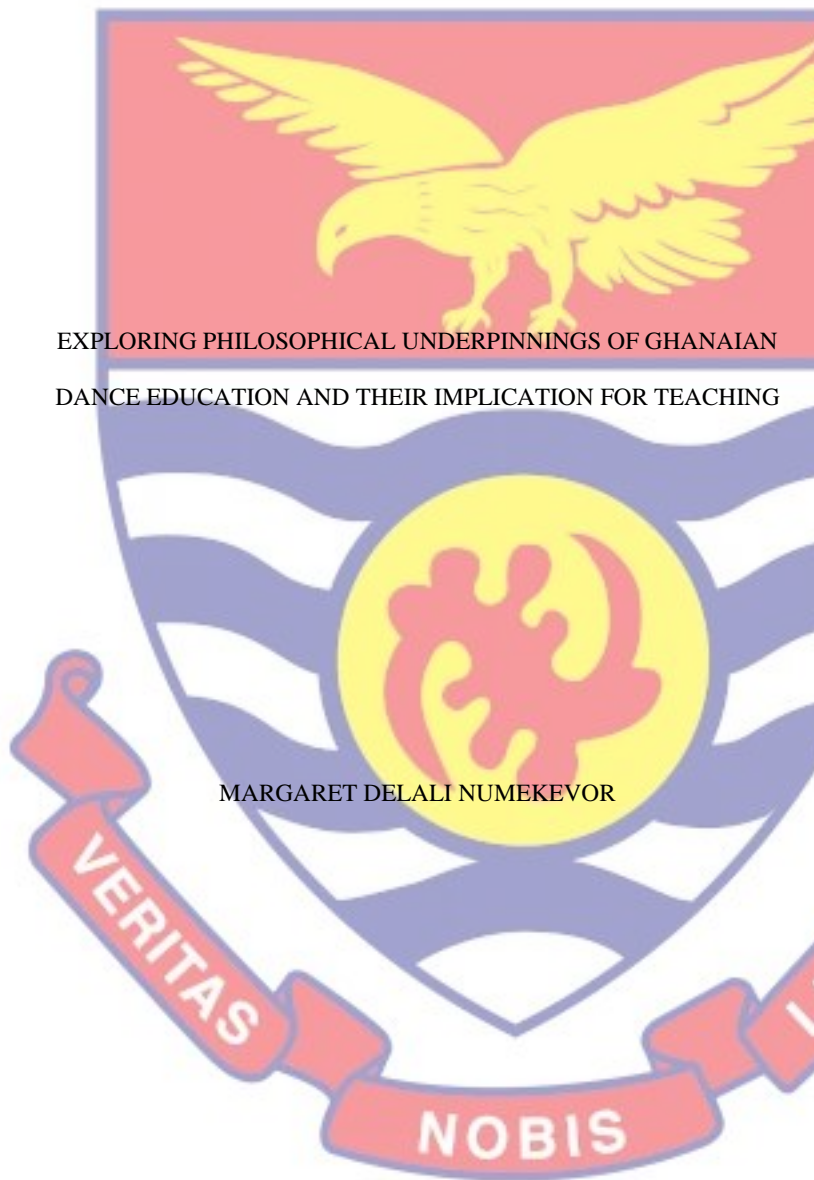 EXPLORING PHILOSOPHICAL UNDERPINNINGS OF GHANAIAN
DANCE EDUCATION AND THEIR IMPLICATION FOR TEACHING
MARGARET DELALI NUMEKEVOR
VERITAS
NOBIS